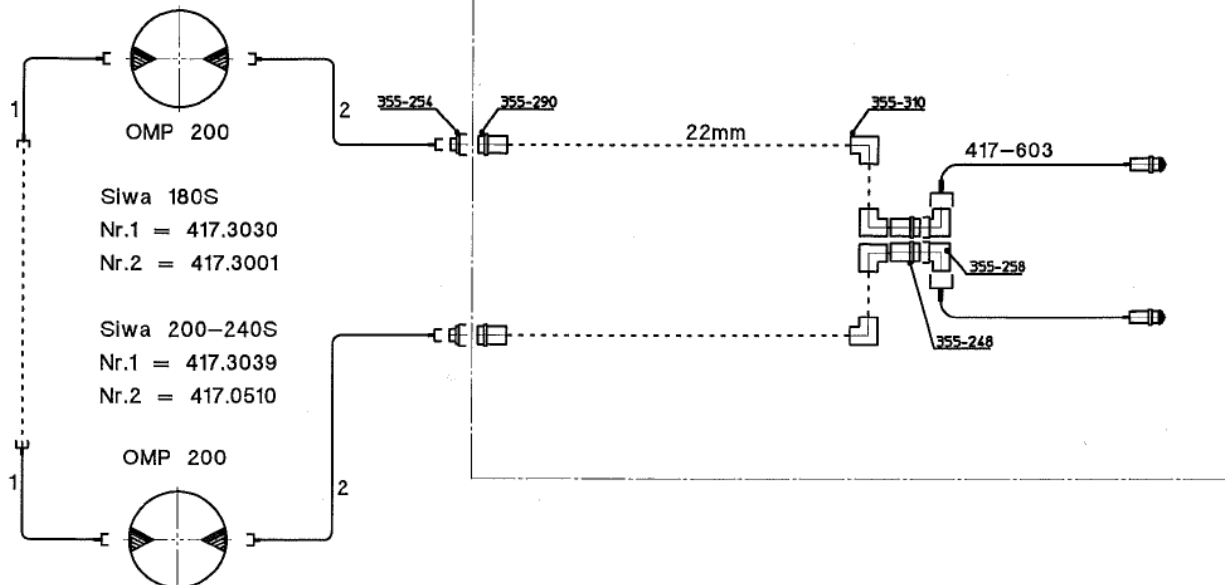 1
OMP 200
2
355-254
355-290
22mm
355-310
417-603
Siwa 180S
Nr.1 = 417.3030
Nr.2 = 417.3001
355-258
Siwa 200-240S
Nr.1 = 417.3039
Nr.2 = 417.0510
355-248
OMP 200
1
2